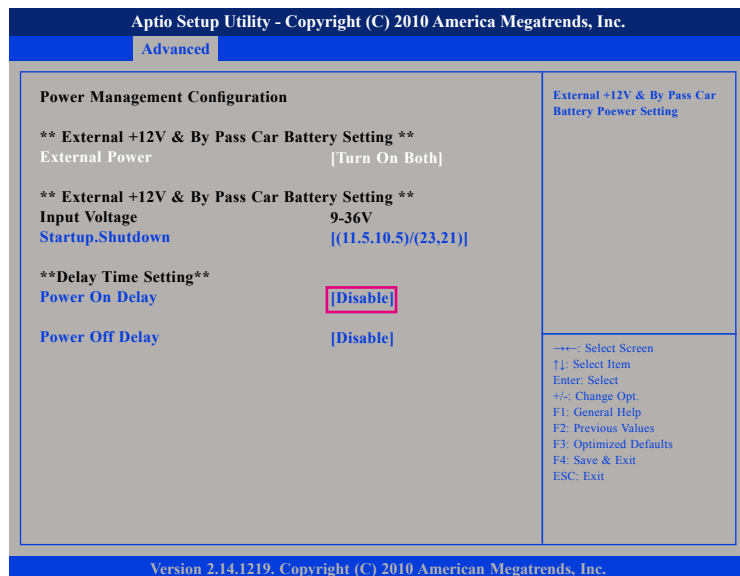 Aptio Setup Utility - Copyright (C) 2010 America Megatrends, Inc.
Advanced
Power Management Configuration
** External +12V & By Pass Car Battery Setting **
External Power [Turn On Both]
** External +12V & By Pass Car Battery Setting **
Input Voltage 9-36V
Startup.Shutdown [(11.5.10.5)/(23,21)]
**Delay Time Setting**
Power On Delay [Disable]
Power Off Delay [Disable]
External +12V & By Pass Car
Battery Poewer Setting
→←: Select Screen
↑↓: Select Item
Enter: Select
+/-: Change Opt.
F1: General Help
F2: Previous Values
F3: Optimized Defaults
F4: Save & Exit
ESC: Exit
Version 2.14.1219. Copyright (C) 2010 American Megatrends, Inc.